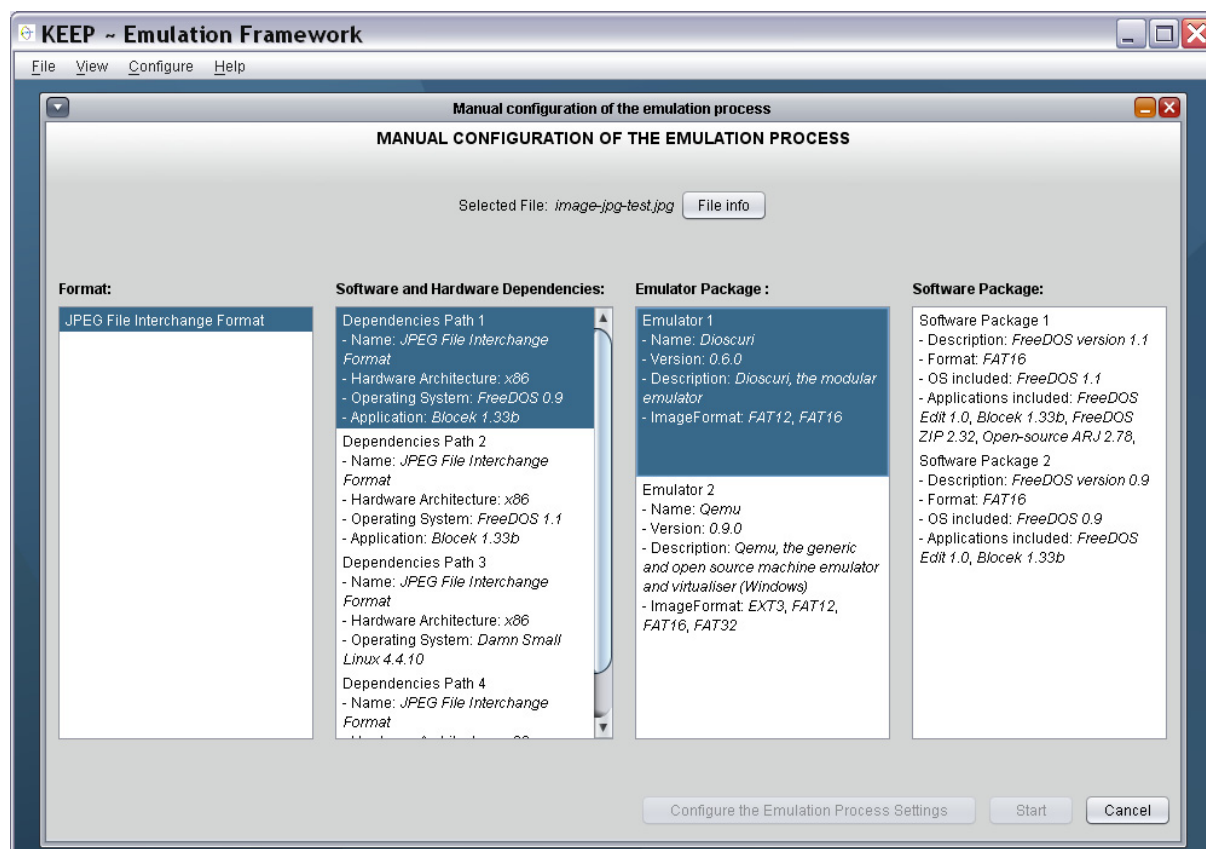 KEEP ~ Emulation Framework
File View Configure Help
Manual configuration of the emulation process
MANUAL CONFIGURATION OF THE EMULATION PROCESS
Selected File: image-jpg-test.jpg File info
Format:
JPEG File Interchange Format
Software and Hardware Dependencies:
Dependencies Path 1
- Name: JPEG File Interchange
Format
- Hardware Architecture: x86
- Operating System: FreeDOS 0.9
- Application: Blocek 1.33b
Dependencies Path 2
- Name: JPEG File Interchange
Format
- Hardware Architecture: x86
- Operating System: FreeDOS 1.1
- Application: Blocek 1.33b
Dependencies Path 3
- Name: JPEG File Interchange
Format
- Hardware Architecture: x86
- Operating System: Damn Small
Linux 4.4.10
Dependencies Path 4
- Name: JPEG File Interchange
Format
Emulator Package :
Emulator 1
- Name: Dioscuri
- Version: 0.6.0
- Description: Dioscuri, the modular
emulator
- ImageFormat: FAT12, FAT16
Emulator 2
- Name: Qemu
- Version: 0.9.0
- Description: Qemu, the generic
and open source machine emulator
and virtualiser (Windows)
- ImageFormat: EXT3, FAT12,
FAT16, FAT32
Software Package:
Software Package 1
- Description: FreeDOS version 1.1
- Format: FAT16
- OS included: FreeDOS 1.1
- Applications included: FreeDOS
Edit 1.0, Blocek 1.33b, FreeDOS
ZIP 2.32, Open-source ARJ 2.78,
Software Package 2
- Description: FreeDOS version 0.9
- Format: FAT16
- OS included: FreeDOS 0.9
- Applications included: FreeDOS
Edit 1.0, Blocek 1.33b
Configure the Emulation Process Settings Start Cancel